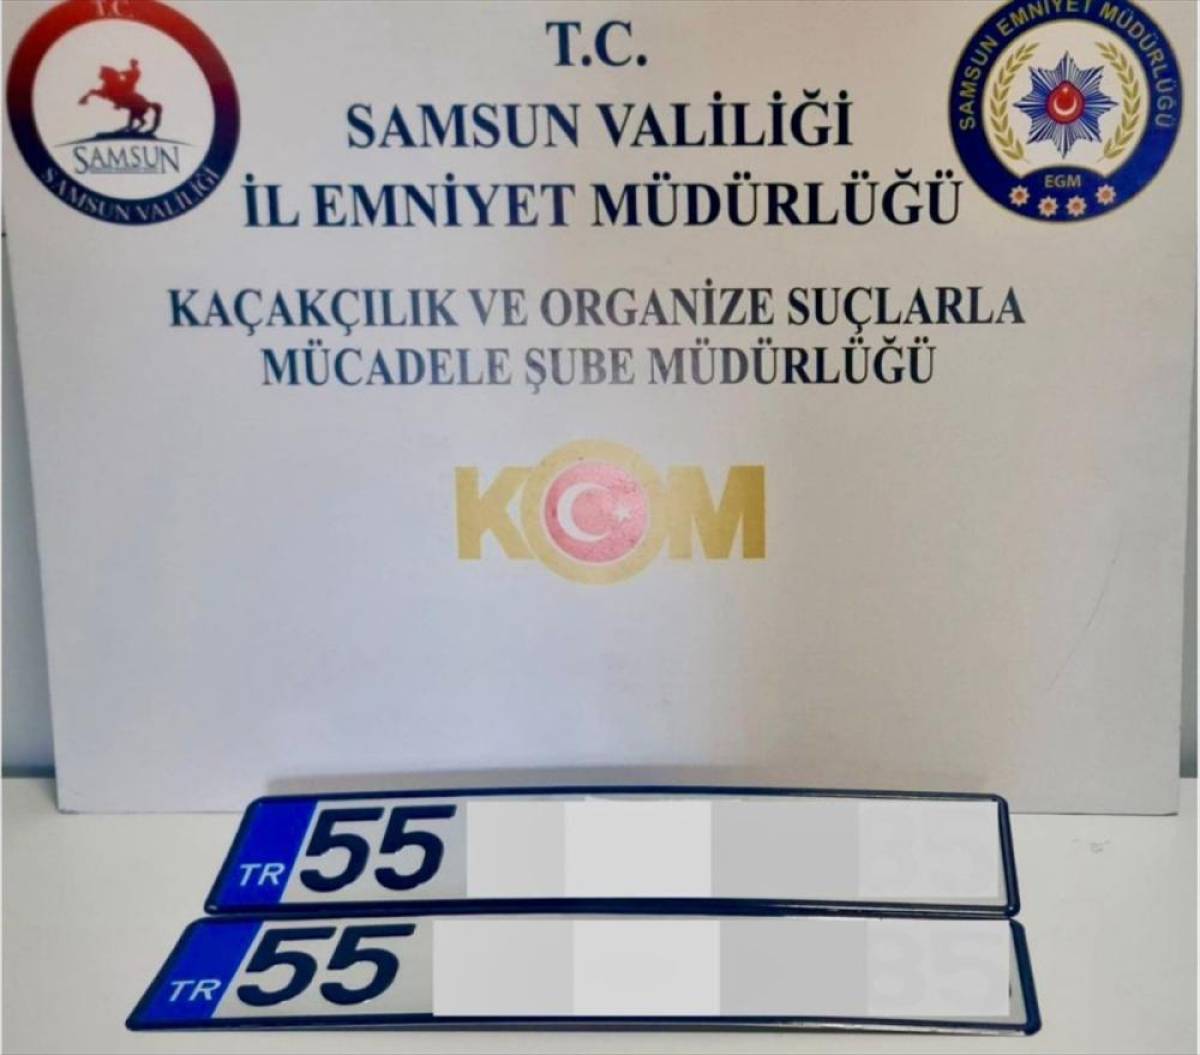 T.C.
SAMSUN
SAMSUN VALİLİĞİ
T.C.
SAMSUN VALİLİĞİ
İL EMNİYET MÜDÜRLÜĞÜ
SAMSUN EMNİYET MÜDÜRLÜĞÜ
EGM
KAÇAKÇILIK VE ORGANİZE SUÇLARLA
MÜCADELE ŞUBE MÜDÜRLÜĞÜ
KOM
TR 55
TR 55